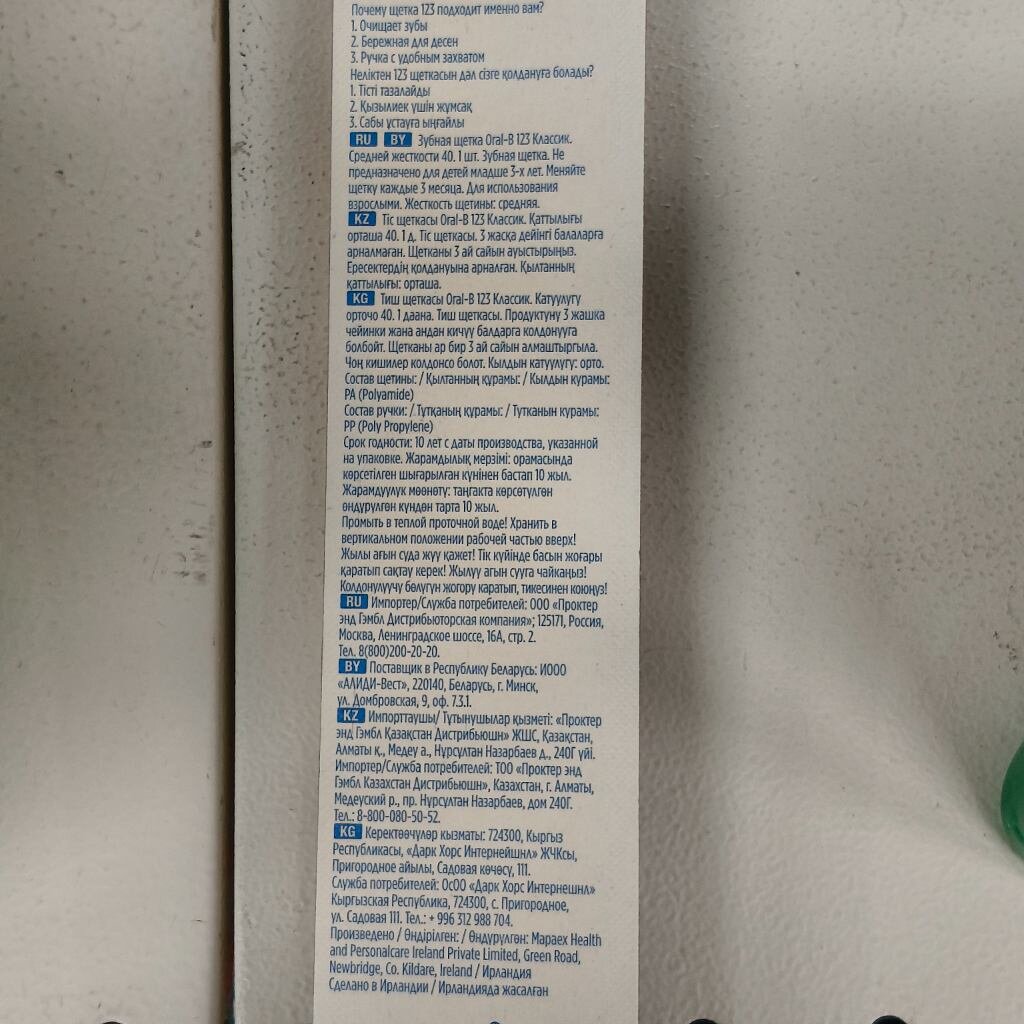 Почему щетка 123 подходит именно вам?
1. Очищает зубы
2. Бережная для десен
3. Ручка с удобным захватом
Неліктен 123 щеткасын дәл сізге қолдануға болады?
1. Тісті тазалайды
2. Қызылиек үшін жұмсақ
3. Сабы ұстауға ыңғайлы
RU BY Зубная щетка Oral-B 123 Классик.
Средней жесткости 40. 1 шт. Зубная щетка. Не
предназначено для детей младше 3-х лет. Меняйте
щетку каждые 3 месяца. Для использования
взрослыми. Жесткость щетины: средняя.
KZ Тіс щеткасы Oral-B 123 Классик. Қаттылығы
орташа 40. 1 д. Тіс щеткасы. 3 жасқа дейінгі балаларға
арналмаған. Щетканы 3 ай сайын ауыстырыңыз.
Ересектердің қолдануына арналған. Қылтанның
қаттылығы: орташа.
KG Тиш щеткасы Oral-B 123 Классик. Катуулугу
орточо 40. 1 даана. Тиш щеткасы. Продуктуну 3 жашка
чейинки жана андан кичүү балдарга колдонууга
болбойт. Щетканы ар бир 3 ай сайын алмаштыргыла.
Чоң кишилер колдонсо болот. Кылдын катуулугу: орто.
Состав щетины: / Қылтанның құрамы: / Кылдын курамы:
PA (Polyamide)
Состав ручки: / Тұтқаның құрамы: / Тутканын курамы:
PP (Poly Propylene)
Срок годности: 10 лет с даты производства, указанной
на упаковке. Жарамдылық мерзімі: орамасында
көрсетілген шығарылған күнінен бастап 10 жыл.
Жарамдуулук мөөнөтү: таңгакта көрсөтүлгөн
өндүрүлгөн күндөн тарта 10 жыл.
Промыть в теплой проточной воде! Хранить в
вертикальном положении рабочей частью вверх!
Жылы ағын суда жуу қажет! Тік күйінде басын жоғары
қаратып сақтау керек! Жылуу агын сууга чайкаңыз!
Колдонулуучу бөлүгүн жогору каратып, тикесинен коюңуз!
RU Импортер/Служба потребителей: ООО «Проктер
энд Гэмбл Дистрибьюторская компания»; 125171, Россия,
Москва, Ленинградское шоссе, 16А, стр. 2.
Тел. 8(800)200-20-20.
BY Поставщик в Республику Беларусь: ИООО
«АЛИДИ-Вест», 220140, Беларусь, г. Минск,
ул. Домбровская, 9, оф. 7.3.1.
KZ Импорттаушы/ Тұтынушылар қызметі: «Проктер
энд Гэмбл Қазақстан Дистрибьюшн» ЖШС, Қазақстан,
Алматы қ., Медеу а., Нұрсұлтан Назарбаев д., 240Г үйі.
Импортер/Служба потребителей: ТОО «Проктер энд
Гэмбл Казахстан Дистрибьюшн», Казахстан, г. Алматы,
Медеуский р., пр. Нұрсұлтан Назарбаев, дом 240Г.
Тел.: 8-800-080-50-52.
KG Керектөөчүлөр кызматы: 724300, Кыргыз
Республикасы, «Дарк Хорс Интернейшнл» ЖЧКсы,
Пригородное айылы, Садовая көчөсү, 111.
Служба потребителей: ОсОО «Дарк Хорс Интернешнл»
Кыргызская Республика, 724300, с. Пригородное,
ул. Садовая 111. Тел.: + 996 312 988 704.
Произведено / Өндірілген: / Өндүрүлгөн: Mapaex Health
and Personalcare Ireland Private Limited, Green Road,
Newbridge, Co. Kildare, Ireland / Ирландия
Сделано в Ирландии / Ирландияда жасалған